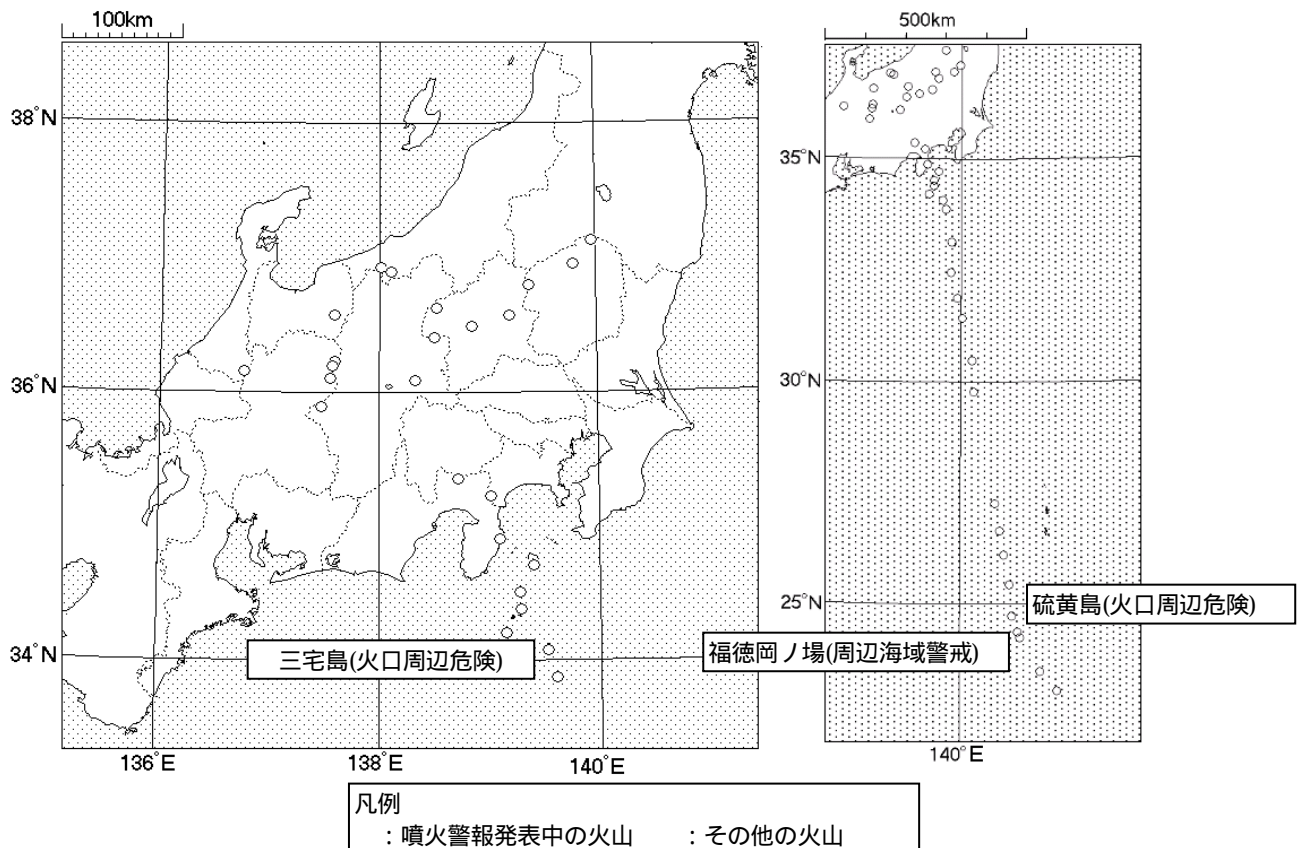 100km
500km
38°N
36°N
34°N
136°E
138°E
140°E
35°N
30°N
25°N
140°E
三宅島(火口周辺危険)
福徳岡ノ場(周辺海域警戒)
硫黄島(火口周辺危険)
凡例
：噴火警報発表中の火山　　：その他の火山